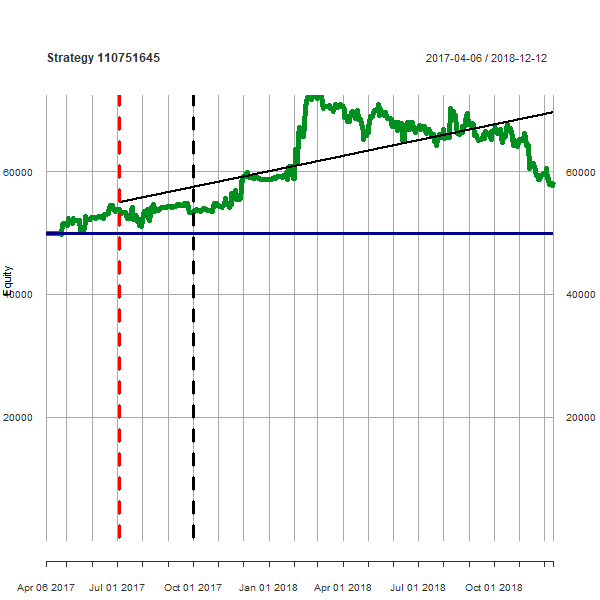 Strategy 110751645
2017-04-06 / 2018-12-12
60000
60000
Equity
40000
40000
20000
20000
Apr 06 2017
Jul 01 2017
Oct 01 2017
Jan 01 2018
Apr 01 2018
Jul 01 2018
Oct 01 2018